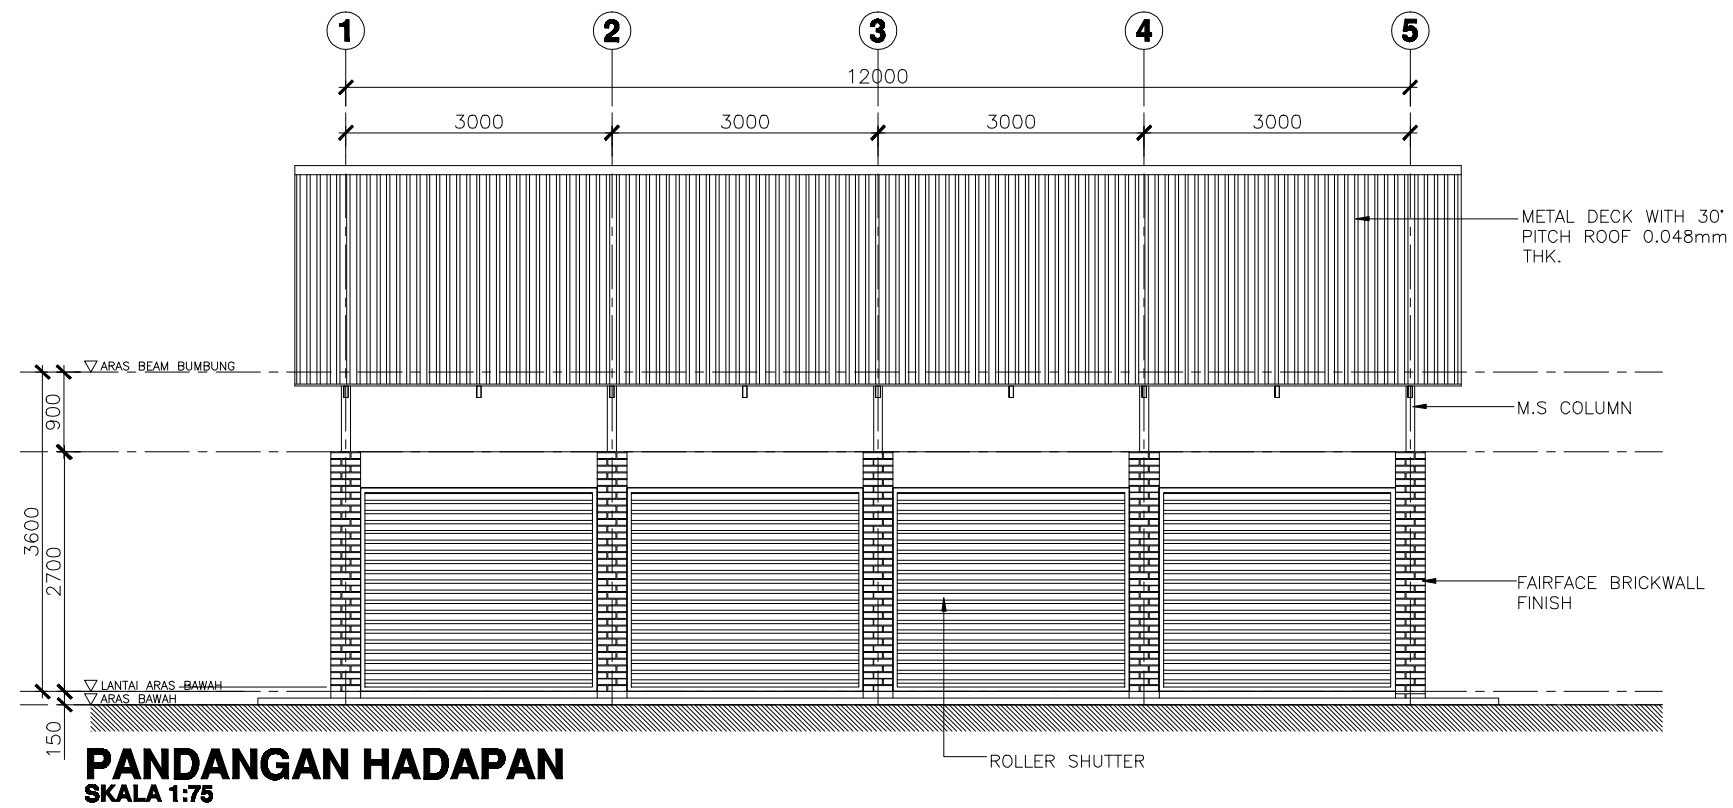 1 2 3 4 5
12000
3000 3000 3000 3000
METAL DECK WITH 30°
PITCH ROOF 0.048mm
THK.
ARAS BEAM BUMBUNG
900
M.S COLUMN
3600
2700
FAIRFACE BRICKWALL
FINISH
LANTAI ARAS BAWAH
ARAS BAWAH
150
ROLLER SHUTTER
PANDANGAN HADAPAN
SKALA 1:75